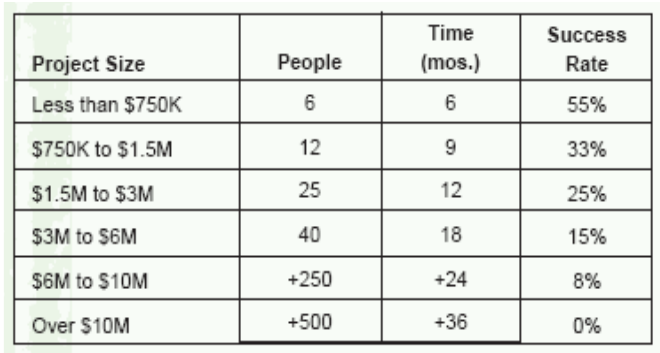 Project Size People Time (mos.) Success Rate
Less than $750K 6 6 55%
$750K to $1.5M 12 9 33%
$1.5M to $3M 25 12 25%
$3M to $6M 40 18 15%
$6M to $10M +250 +24 8%
Over $10M +500 +36 0%